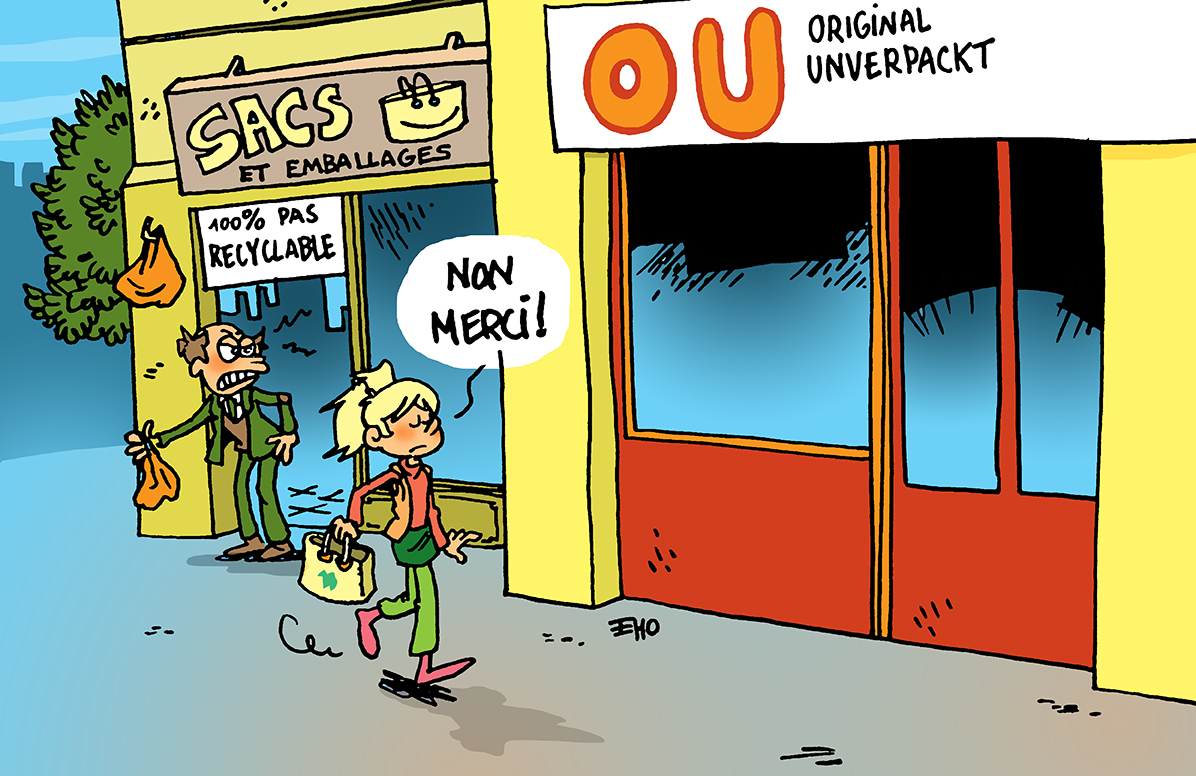 SACS
ET EMBALLAGES
100% PAS
RECYCLABLE
NON
MERCI!
OU
ORIGINAL
UNVERPACKT
EHO